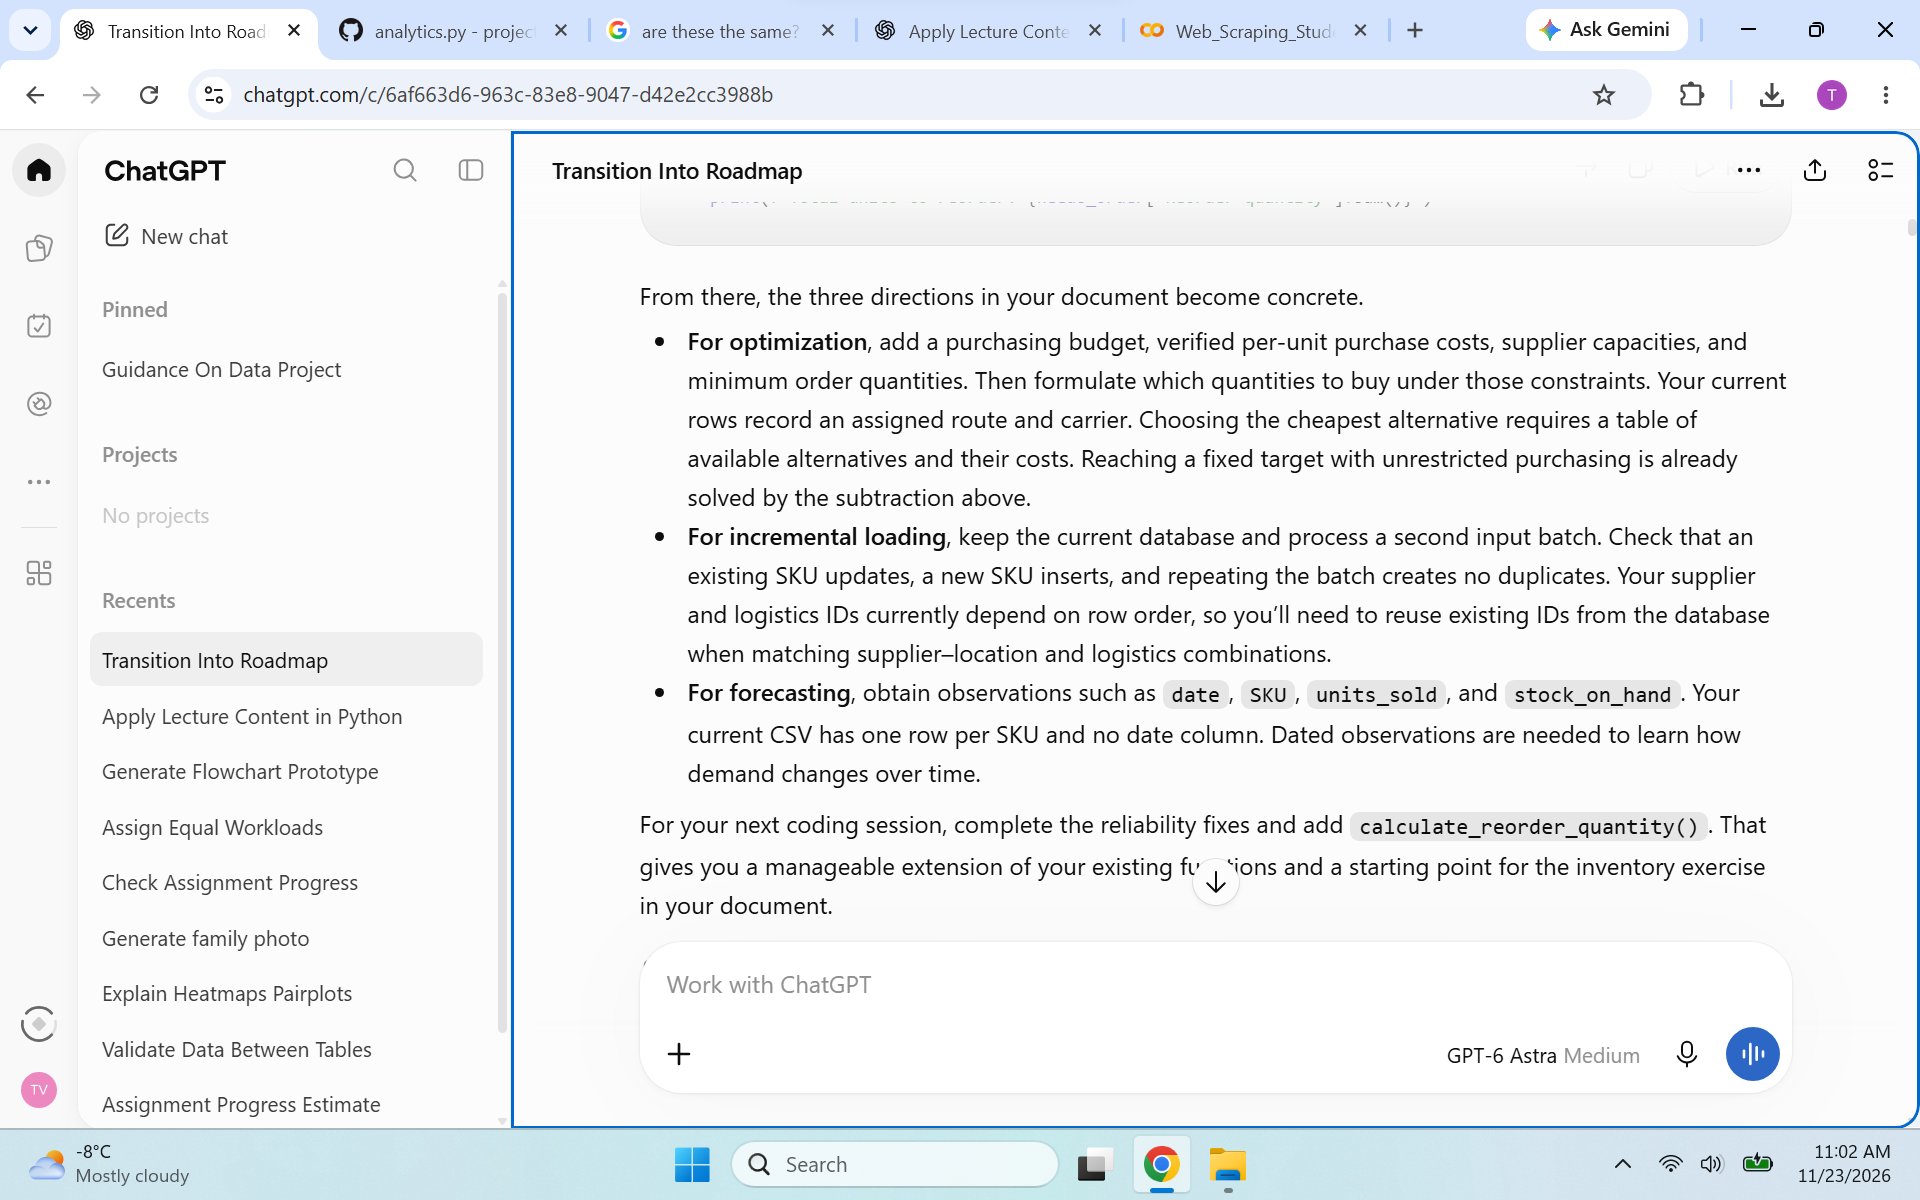 Transition Into Road
analytics.py - projec
are these the same?
Apply Lecture Conte
Web_Scraping_Stude
Ask Gemini
chatgpt.com/c/6af663d6-963c-83e8-9047-d42e2cc3988b
T
ChatGPT
New chat
Pinned
Guidance On Data Project
Projects
No projects
Recents
Transition Into Roadmap
Apply Lecture Content in Python
Generate Flowchart Prototype
Assign Equal Workloads
Check Assignment Progress
Generate family photo
Explain Heatmaps Pairplots
Validate Data Between Tables
Assignment Progress Estimate
TV
Transition Into Roadmap
From there, the three directions in your document become concrete.
For optimization, add a purchasing budget, verified per-unit purchase costs, supplier capacities, and
minimum order quantities. Then formulate which quantities to buy under those constraints. Your current
rows record an assigned route and carrier. Choosing the cheapest alternative requires a table of
available alternatives and their costs. Reaching a fixed target with unrestricted purchasing is already
solved by the subtraction above.
For incremental loading, keep the current database and process a second input batch. Check that an
existing SKU updates, a new SKU inserts, and repeating the batch creates no duplicates. Your supplier
and logistics IDs currently depend on row order, so you’ll need to reuse existing IDs from the database
when matching supplier–location and logistics combinations.
For forecasting, obtain observations such as date, SKU, units_sold, and stock_on_hand. Your
current CSV has one row per SKU and no date column. Dated observations are needed to learn how
demand changes over time.
For your next coding session, complete the reliability fixes and add calculate_reorder_quantity(). That
gives you a manageable extension of your existing and a starting point for the inventory exercise
in your document.
Work with ChatGPT
GPT-6 Astra Medium
-8°C
Mostly cloudy
Search
11:02 AM
11/23/2026